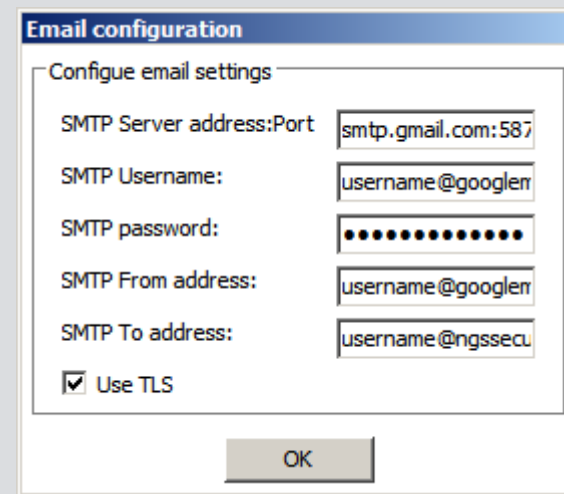 Email configuration
Configue email settings
SMTP Server address:Port smtp.gmail.com:587
SMTP Username: username@googlem
SMTP password: ●●●●●●●●●●●●●
SMTP From address: username@googlem
SMTP To address: username@ngssecu
Use TLS
OK